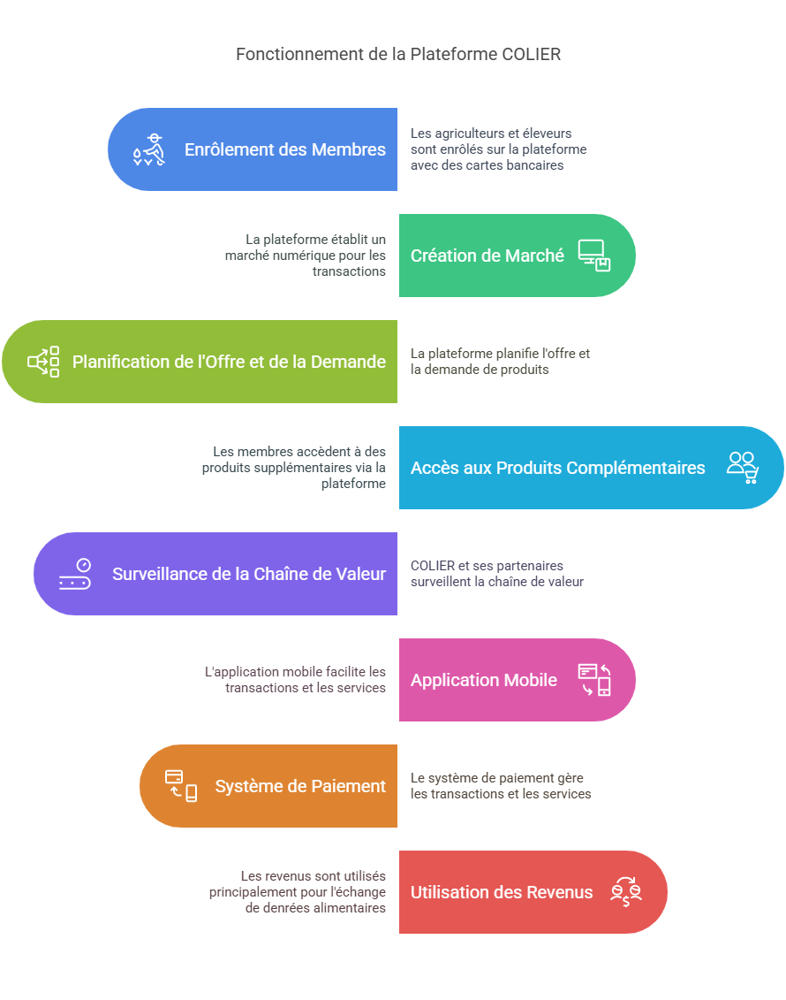 Fonctionnement de la Plateforme COLIER
Enrôlement des Membres
Les agriculteurs et éleveurs
sont enrôlés sur la plateforme
avec des cartes bancaires
La plateforme établit un
marché numérique pour les
transactions
Création de Marché
Planification de l'Offre et de la Demande
La plateforme planifie l'offre et
la demande de produits
Les membres accèdent à des
produits supplémentaires via la
plateforme
Accès aux Produits Complémentaires
Surveillance de la Chaîne de Valeur
COLIER et ses partenaires
surveillent la chaîne de valeur
L'application mobile facilite les
transactions et les services
Application Mobile
Système de Paiement
Le système de paiement gère
les transactions et les services
Les revenus sont utilisés
principalement pour l'échange
de denrées alimentaires
Utilisation des Revenus